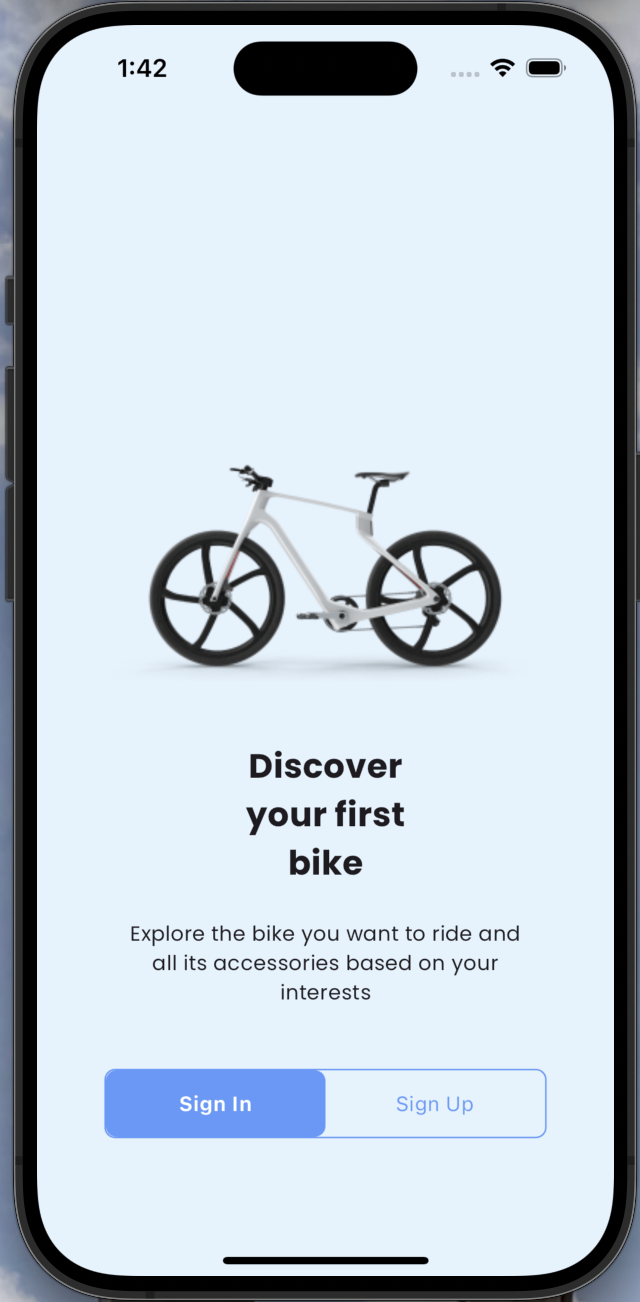 1:42
Discover
your first
bike
Explore the bike you want to ride and
all its accessories based on your
interests
Sign In
Sign Up